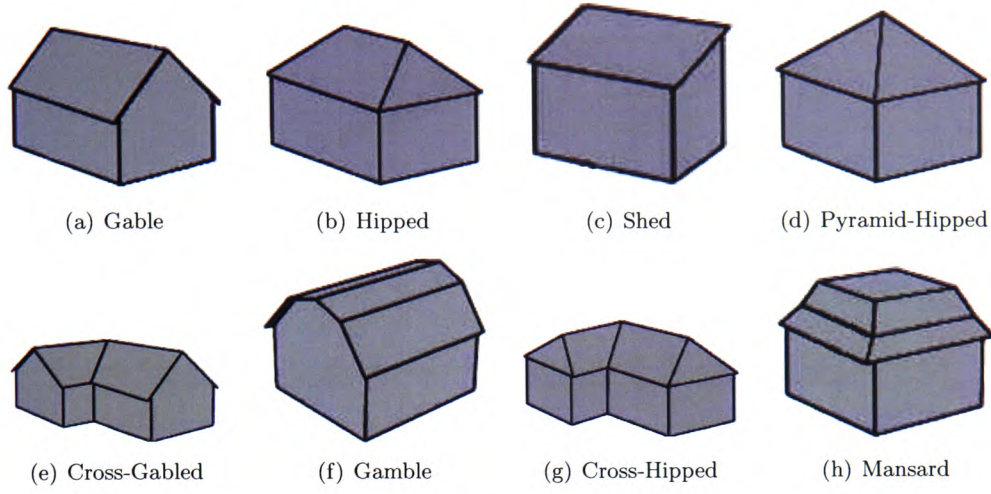 (a) Gable
(b) Hipped
(c) Shed
(d) Pyramid-Hipped
(e) Cross-Gabled
(f) Gamble
(g) Cross-Hipped
(h) Mansard